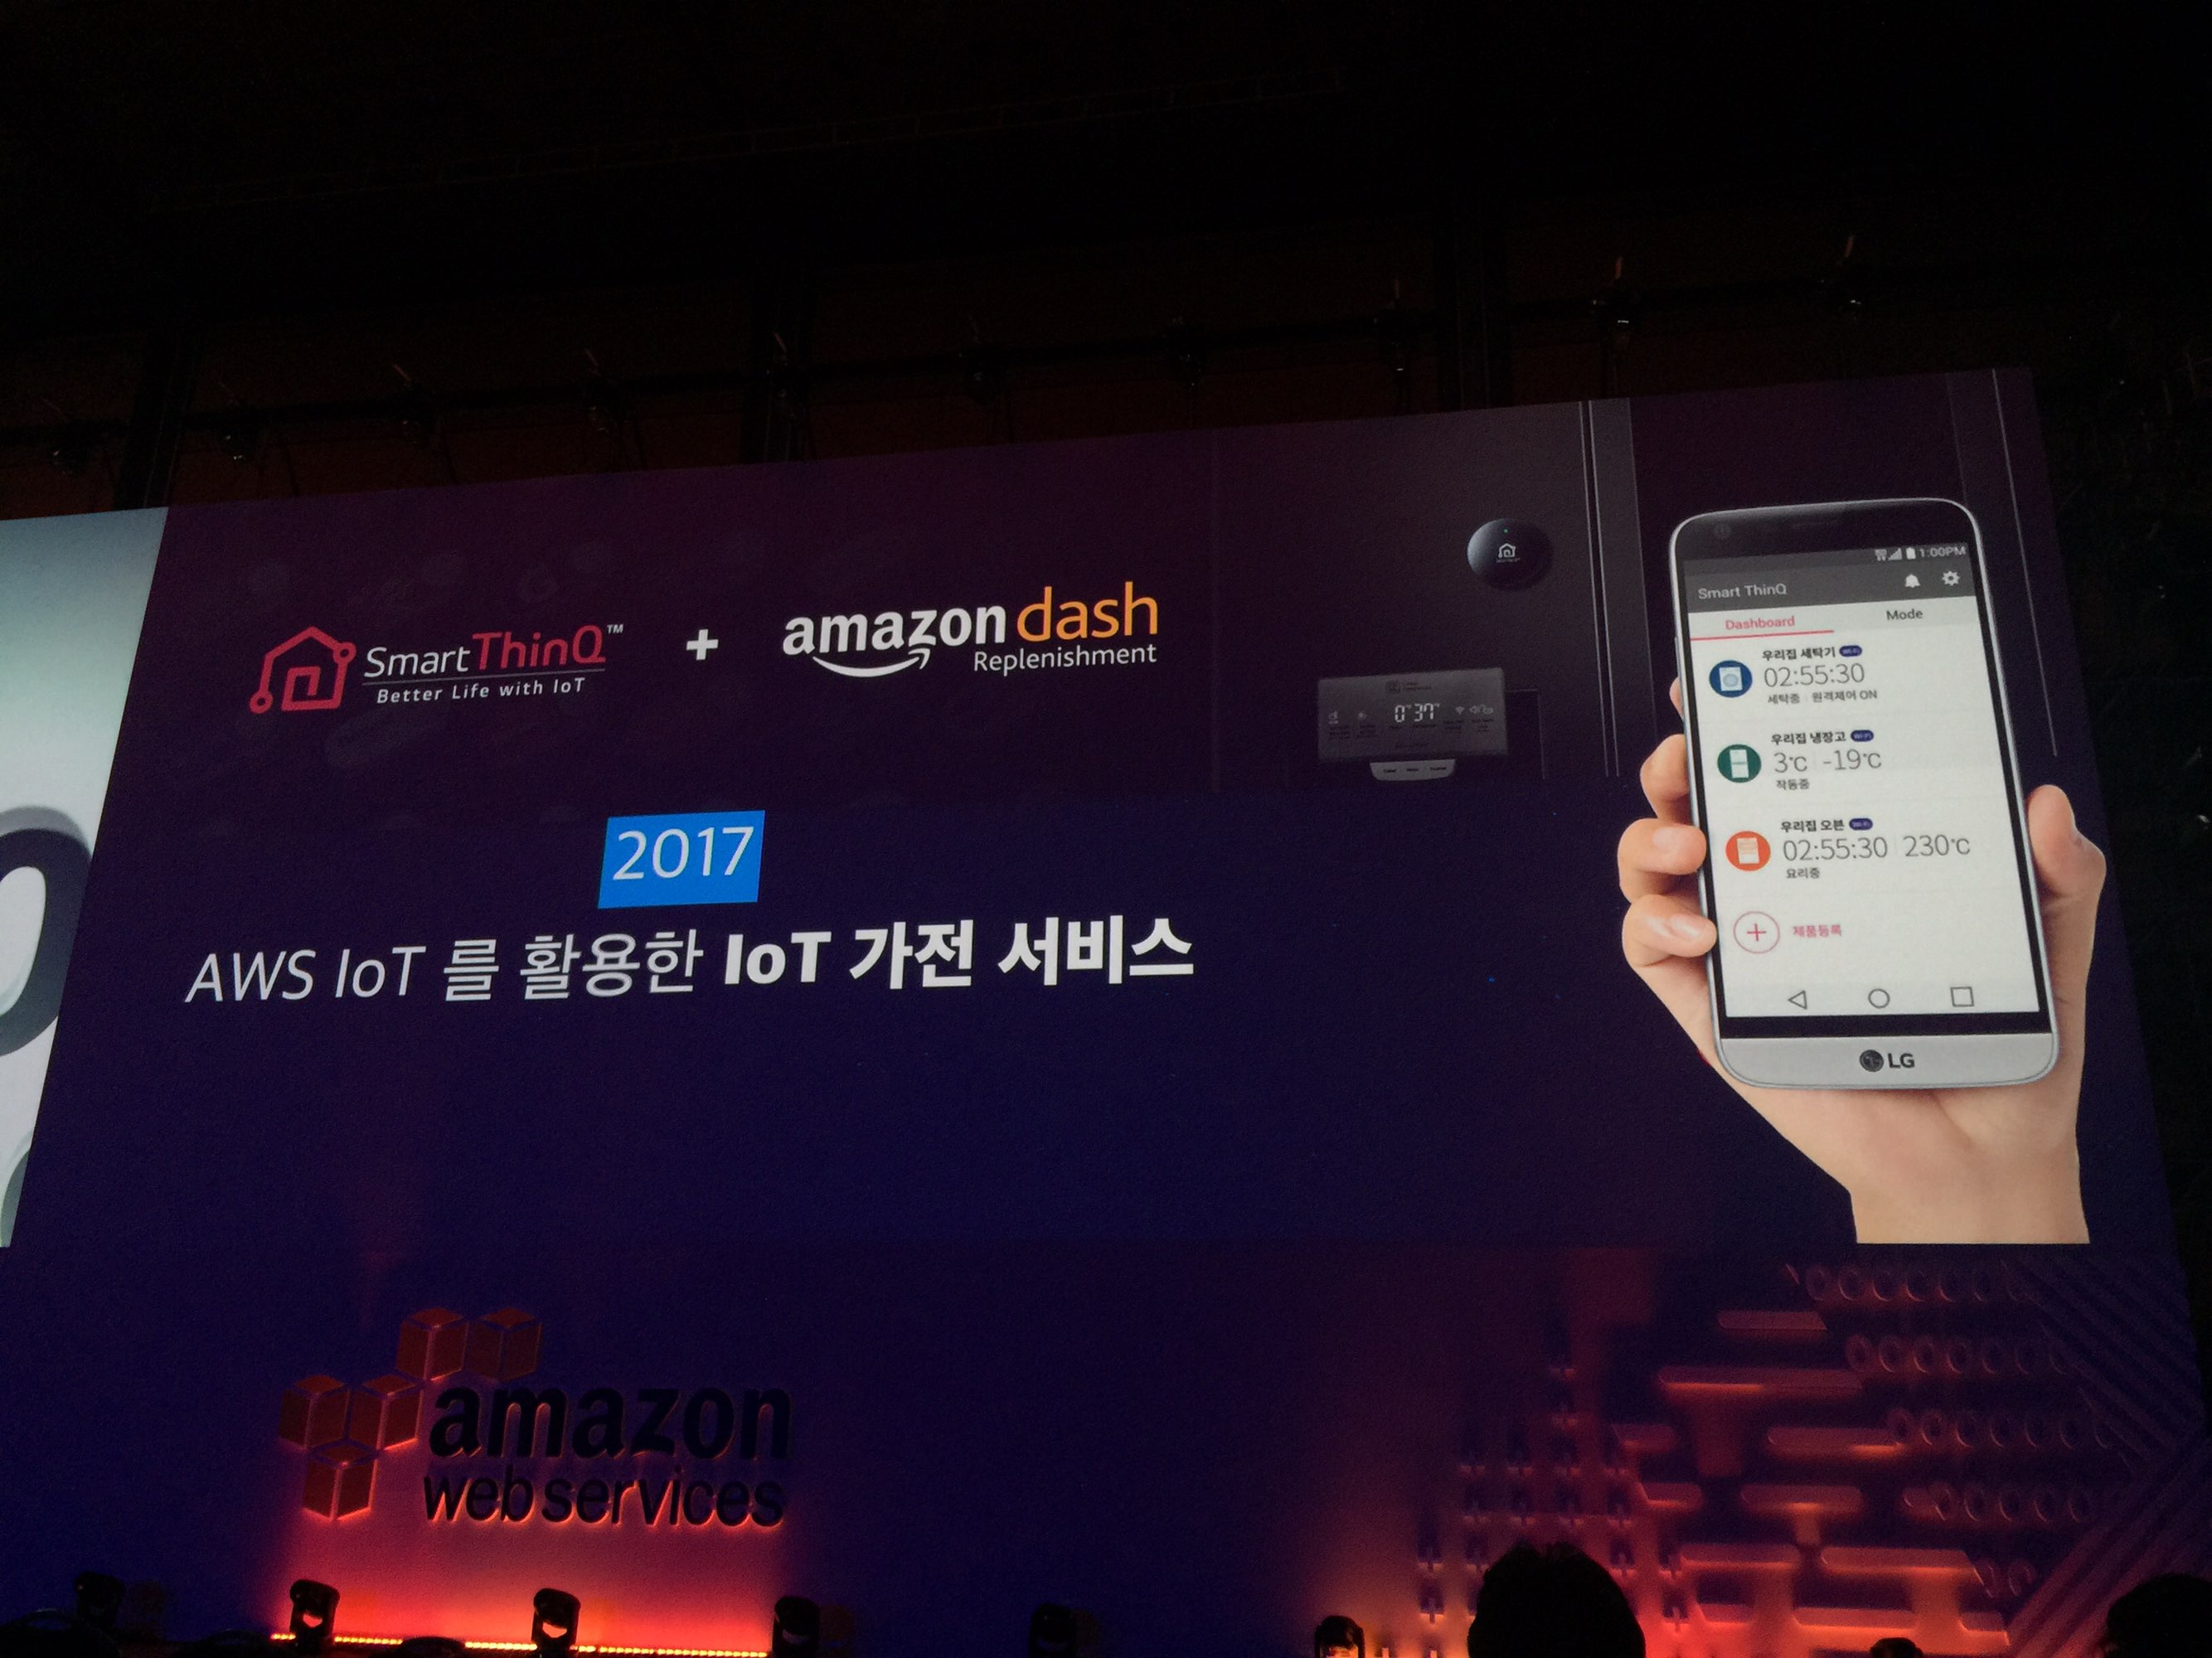 SmartThinQ™
Better Life with IoT
+
amazon dash
Replenishment
2017
AWS IoT 를 활용한 IoT 가전 서비스
1:00PM
Smart ThinQ
Dashboard
Mode
우리집 세탁기
02:55:30
세탁중 원격제어 ON
우리집 냉장고
3℃ -19℃
작동중
우리집 오븐
02:55:30 230℃
요리중
제품등록
LG
amazon
web services